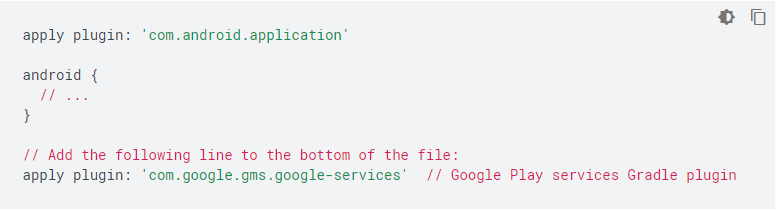 apply plugin: 'com.android.application'
android {
// ...
}
// Add the following line to the bottom of the file:
apply plugin: 'com.google.gms.google-services'  // Google Play services Gradle plugin